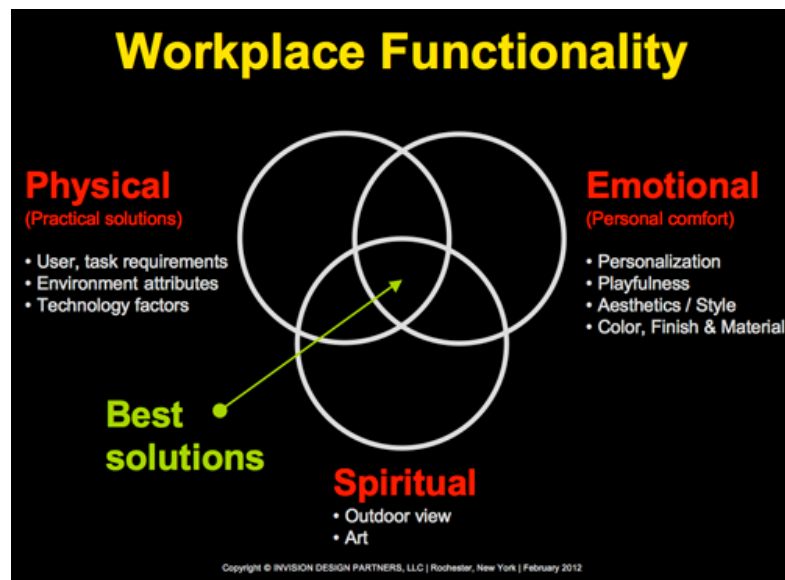 Workplace Functionality
Physical
(Practical solutions)
• User, task requirements
• Environment attributes
• Technology factors
Emotional
(Personal comfort)
• Personalization
• Playfulness
• Aesthetics / Style
• Color, Finish & Material
Best
solutions
Spiritual
• Outdoor view
• Art
Copyright © INVISION DESIGN PARTNERS, LLC | Rochester, New York | February 2012